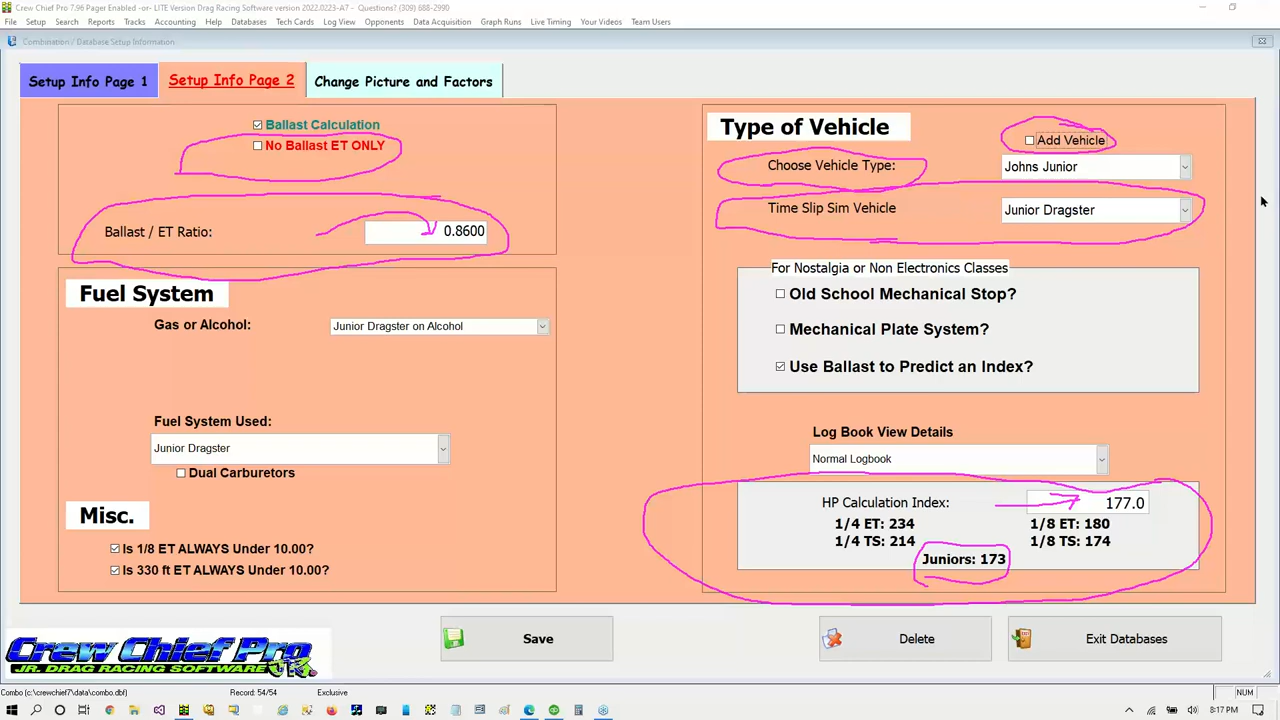 Crew Chief Pro 7.96 Pager Enabled -or- LITE Version Drag Racing Software version 2022.0223-A7 - Questions? (309) 688-2990
File Setup Search Reports Tracks Accounting Help Databases Tech Cards Log View Opponents Data Acquisition Graph Runs Live Timing Your Videos Team Users
Combination / Database Setup Information
Setup Info Page 1
Setup Info Page 2
Change Picture and Factors
Ballast Calculation
No Ballast ET ONLY
Ballast / ET Ratio: 0.8600
Fuel System
Gas or Alcohol: Junior Dragster on Alcohol
Fuel System Used:
Junior Dragster
Dual Carburetors
Misc.
Is 1/8 ET ALWAYS Under 10.00?
Is 330 ft ET ALWAYS Under 10.00?
Type of Vehicle
Add Vehicle
Choose Vehicle Type: Johns Junior
Time Slip Sim Vehicle Junior Dragster
For Nostalgia or Non Electronics Classes
Old School Mechanical Stop?
Mechanical Plate System?
Use Ballast to Predict an Index?
Log Book View Details
Normal Logbook
HP Calculation Index: 177.0
1/4 ET: 234 1/8 ET: 180
1/4 TS: 214 1/8 TS: 174
Juniors: 173
Crew Chief Pro
JR. DRAG RACING SOFTWARE
Save
Delete
Exit Databases
Combo (c:\crewchief7\data\combo.dbf) Record: 54/54 Exclusive NUM
8:17 PM